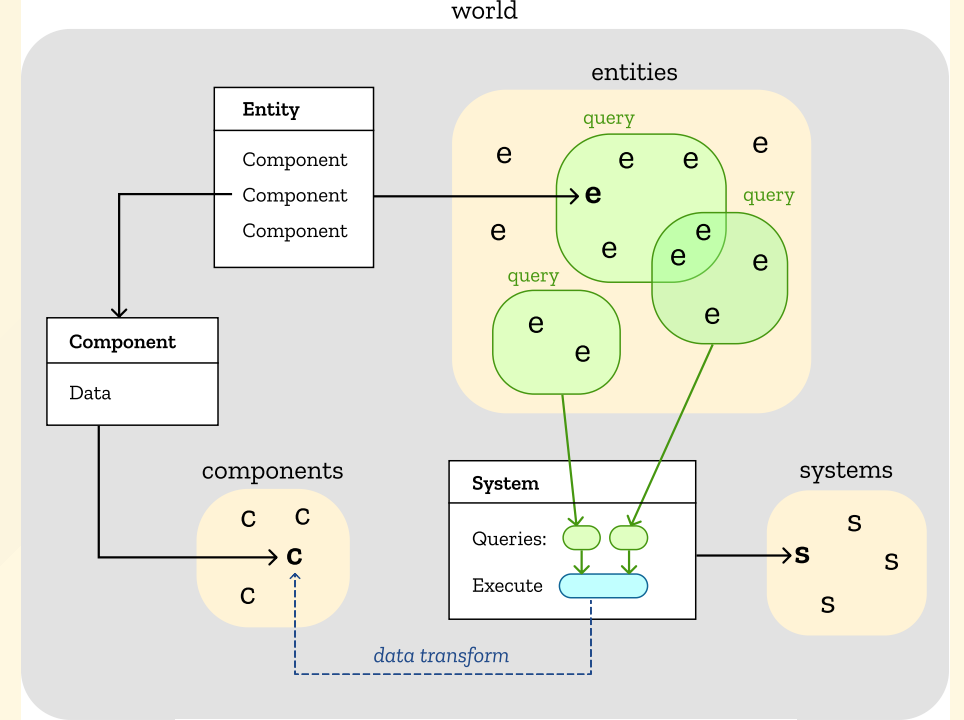 world
entities
Entity
Component
Component
Component
query
e
e
e
e
e
e
e
query
e
e
e
e
e
query
e
e
Component
Data
components
c
c
c
c
System
Queries:
Execute
systems
s
s
s
s
data transform